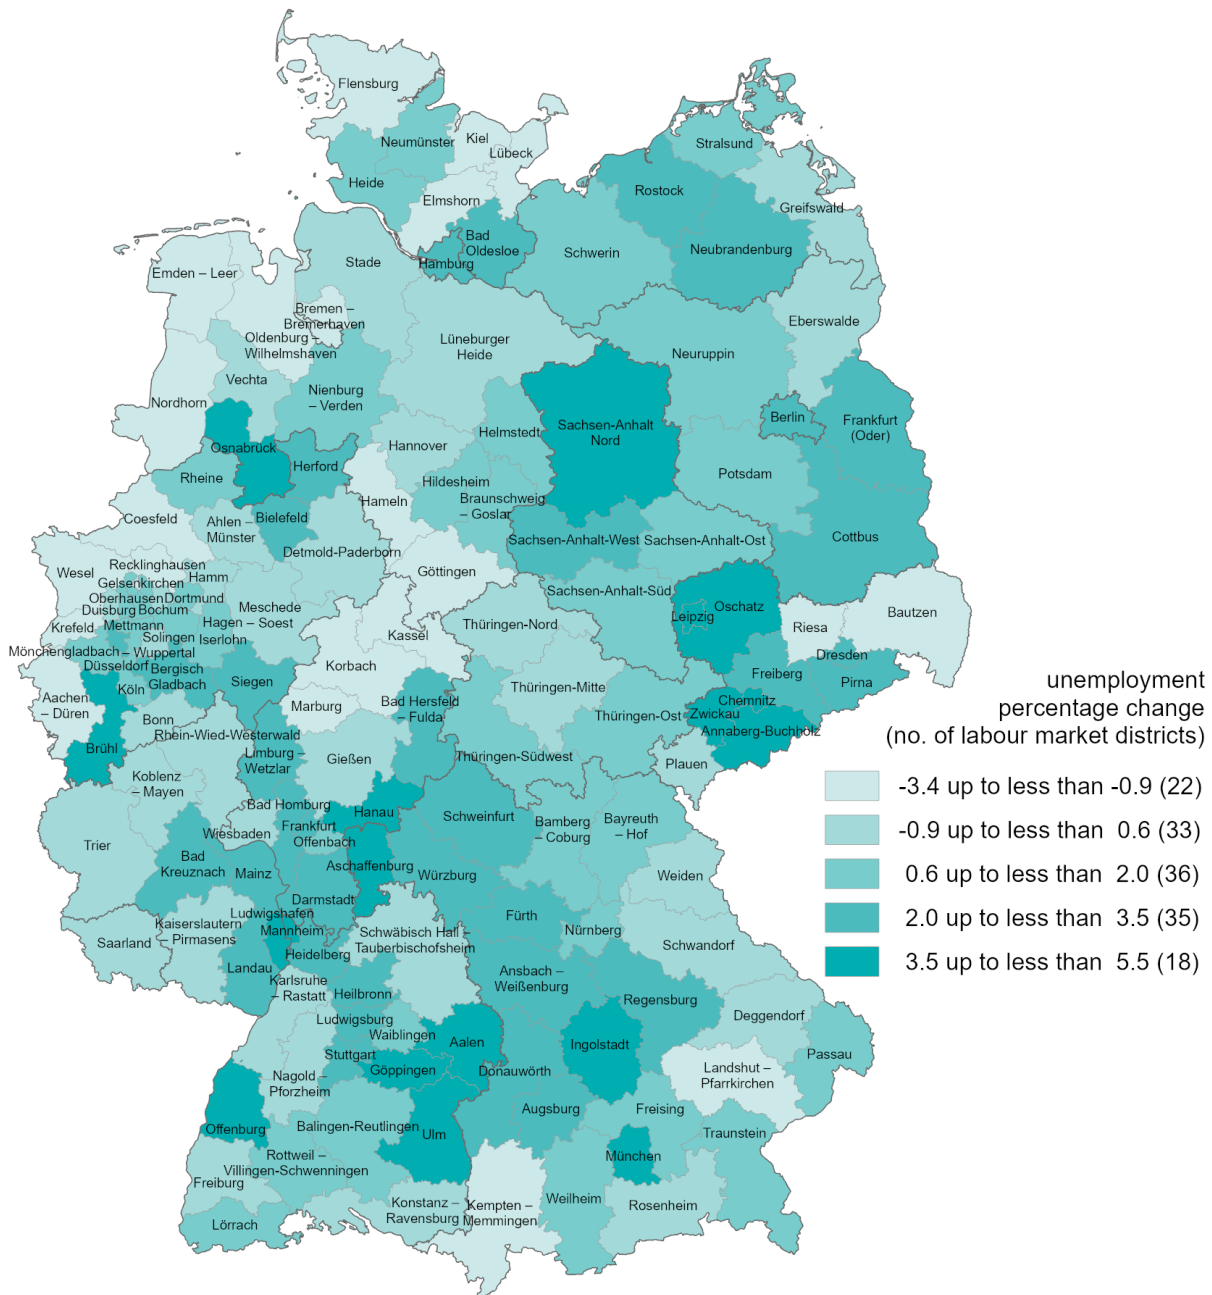 Flensburg
Kiel
Neumünster
Lübeck
Heide
Elmshorn
Stralsund
Rostock
Greifswald
Bad
Oldesloe
Hamburg
Schwerin
Neubrandenburg
Stade
Emden – Leer
Bremen –
Bremerhaven
Oldenburg –
Wilhelmshaven
Lüneburger
Heide
Eberswalde
Neuruppin
Vechta
Nienburg
– Verden
Nordhorn
Helmstedt
Sachsen-Anhalt
Nord
Berlin
Frankfurt
(Oder)
Osnabrück
Hannover
Herford
Rheine
Hildesheim
Potsdam
Hameln
Braunschweig
– Goslar
Coesfeld
Ahlen –
Münster
Bielefeld
Detmold-Paderborn
Sachsen-Anhalt-West
Sachsen-Anhalt-Ost
Cottbus
Göttingen
Wesel
Recklinghausen
Gelsenkirchen
Hamm
Oberhausen
Dortmund
Duisburg
Bochum
Mettmann
Krefeld
Hagen
Meschede
– Soest
Solingen
Iserlohn
Mönchengladbach
– Wuppertal
Düsseldorf
Bergisch
Gladbach
Köln
Siegen
Sachsen-Anhalt-Süd
Leipzig
Oschatz
Riesa
Bautzen
Kassel
Korbach
Thüringen-Nord
Dresden
Freiberg
Pirna
Aachen
– Düren
Marburg
Bad Hersfeld
– Fulda
Thüringen-Mitte
Thüringen-Ost
Chemnitz
Zwickau
Annaberg-Buchholz
Bonn
Brühl
Rhein-Wied-Westerwald
Limburg –
Wetzlar
Gießen
Thüringen-Südwest
Plauen
Koblenz
– Mayen
Bad Homburg
Hanau
Frankfurt
Offenbach
Wiesbaden
Schweinfurt
Bamberg
– Coburg
Bayreuth
– Hof
Trier
Bad
Kreuznach
Mainz
Aschaffenburg
Würzburg
Weiden
Darmstadt
Ludwigshafen
Mannheim
Kaiserslautern
Pirmasens
Saarland
Schwäbisch Hall –
Tauberbischofsheim
Fürth
Nürnberg
Schwandorf
Heidelberg
Landau
Karlsruhe
– Rastatt
Heilbronn
Ansbach –
Weißenburg
Regensburg
Ludwigsburg
Waiblingen
Aalen
Ingolstadt
Deggendorf
Stuttgart
Göppingen
Donauwörth
Landshut –
Pfarrkirchen
Passau
Nagold –
Pforzheim
Augsburg
Freising
Offenburg
Balingen-Reutlingen
Ulm
Traunstein
München
Rottweil –
Villingen-Schwenningen
Freiburg
Konstanz –
Ravensburg
Kempten –
Memmingen
Weilheim
Rosenheim
Lörrach
unemployment
percentage change
(no. of labour market districts)
-3.4 up to less than -0.9 (22)
-0.9 up to less than 0.6 (33)
0.6 up to less than 2.0 (36)
2.0 up to less than 3.5 (35)
3.5 up to less than 5.5 (18)